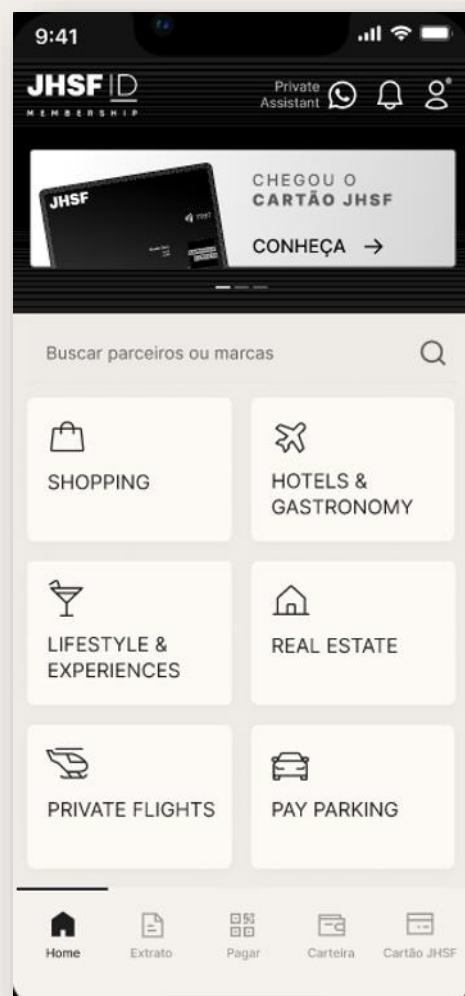 9:41
JHSF ID
MEMBERSHIP
Private
Assistant
CHEGOU O
CARTÃO JHSF
CONHEÇA →
JHSF
Buscar parceiros ou marcas
SHOPPING
HOTELS &
GASTRONOMY
LIFESTYLE &
EXPERIENCES
REAL ESTATE
PRIVATE FLIGHTS
PAY PARKING
Home
Extrato
Pagar
Carteira
Cartão JHSF